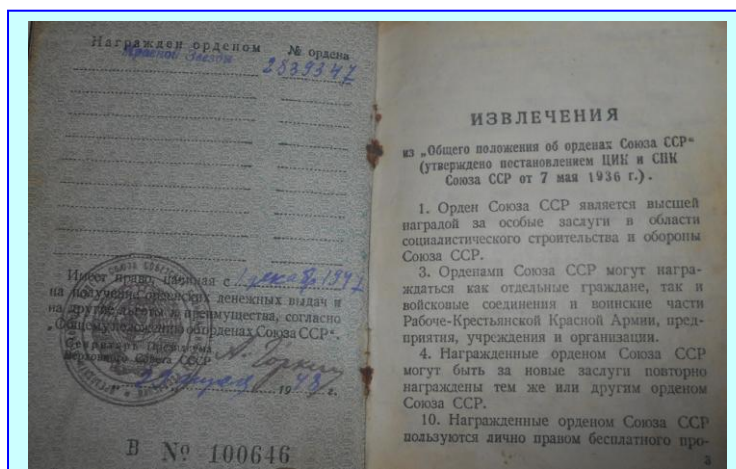 Награжден орденом № ордена
Красной Звезды 2839347
Имеет право, начиная с 1 декабр 1947
на получение орденских денежных выдач и
на другие льготы и преимущества, согласно
„Общему положению об орденах Союза ССР“.
Секретарь Президиума
Верховного Совета СССР
А. Горкин
1948 г.
В № 100646
ИЗВЛЕЧЕНИЯ
из „Общего положения об орденах Союза ССР“
(утверждено постановлением ЦИК и СНК
Союза ССР от 7 мая 1936 г.).
1. Орден Союза ССР является высшей
наградой за особые заслуги в области
социалистического строительства и обороны
Союза ССР.
3. Орденами Союза ССР могут награ-
ждаться как отдельные граждане, так и
войсковые соединения и воинские части
Рабоче-Крестьянской Красной Армии, пред-
приятия, учреждения и организации.
4. Награжденные орденом Союза ССР
могут быть за новые заслуги повторно
награждены тем же или другим орденом
Союза ССР.
10. Награжденные орденом Союза ССР
пользуются лично правом бесплатного про-
3